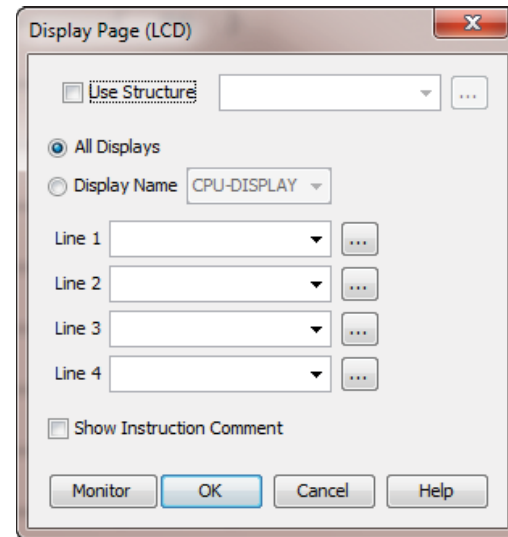 Display Page (LCD)
Use Structure
...
All Displays
Display Name CPU-DISPLAY
Line 1 ...
Line 2 ...
Line 3 ...
Line 4 ...
Show Instruction Comment
Monitor OK Cancel Help